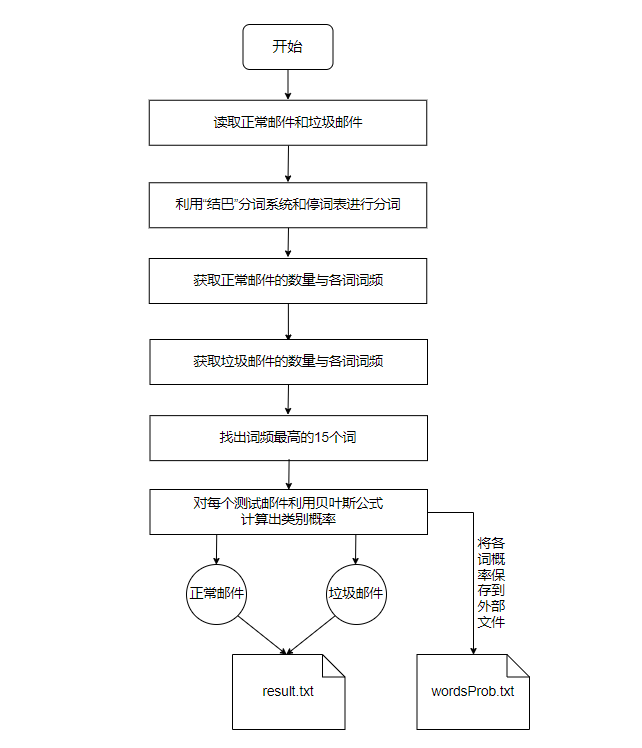 开始
读取正常邮件和垃圾邮件
利用“结巴”分词系统和停词表进行分词
获取正常邮件的数量与各词词频
获取垃圾邮件的数量与各词词频
找出词频最高的15个词
对每个测试邮件利用贝叶斯公式
计算出类别概率
正常邮件
垃圾邮件
将各
词概
率保
存到
外部
文件
result.txt
wordsProb.txt